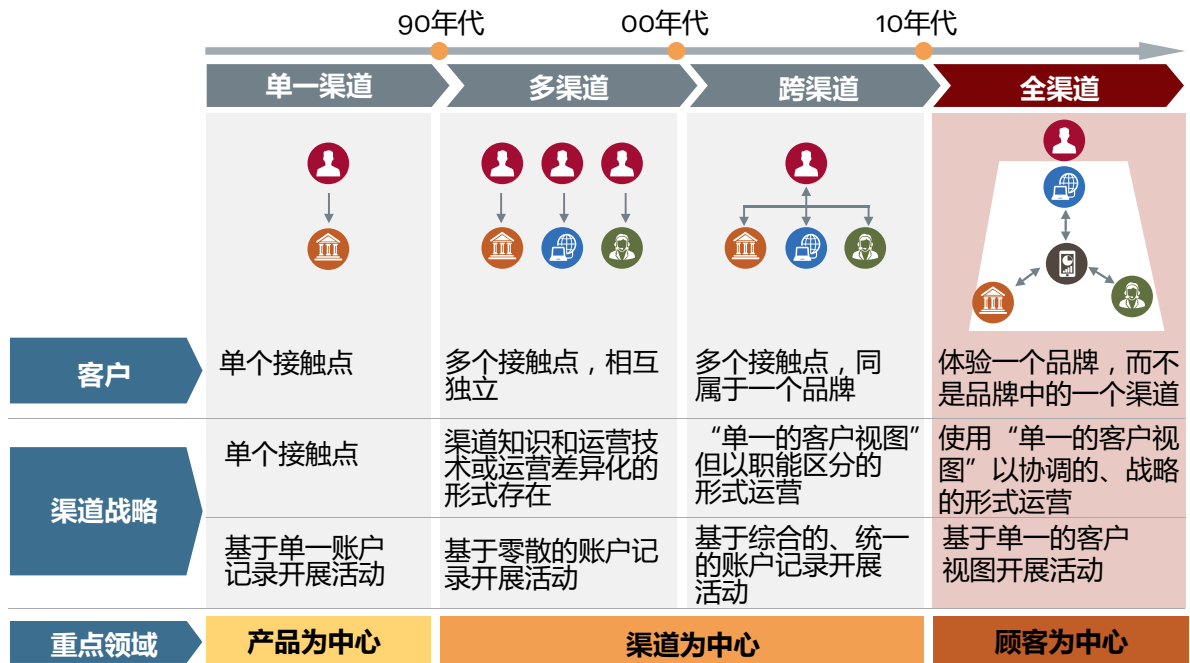 90年代
00年代
10年代
单一渠道
多渠道
跨渠道
全渠道
客户
单个接触点
多个接触点，相互
独立
多个接触点，同
属于一个品牌
体验一个品牌，而不
是品牌中的一个渠道
渠道战略
单个接触点
渠道知识和运营技
术或运营差异化的
形式存在
“单一的客户视图”
但以职能区分的
形式运营
使用“单一的客户视
图”以协调的、战略
的形式运营
基于单一账户
记录开展活动
基于零散的账户记
录开展活动
基于综合的、统一
的账户记录开展
活动
基于单一的客户
视图开展活动
重点领域
产品为中心
渠道为中心
顾客为中心